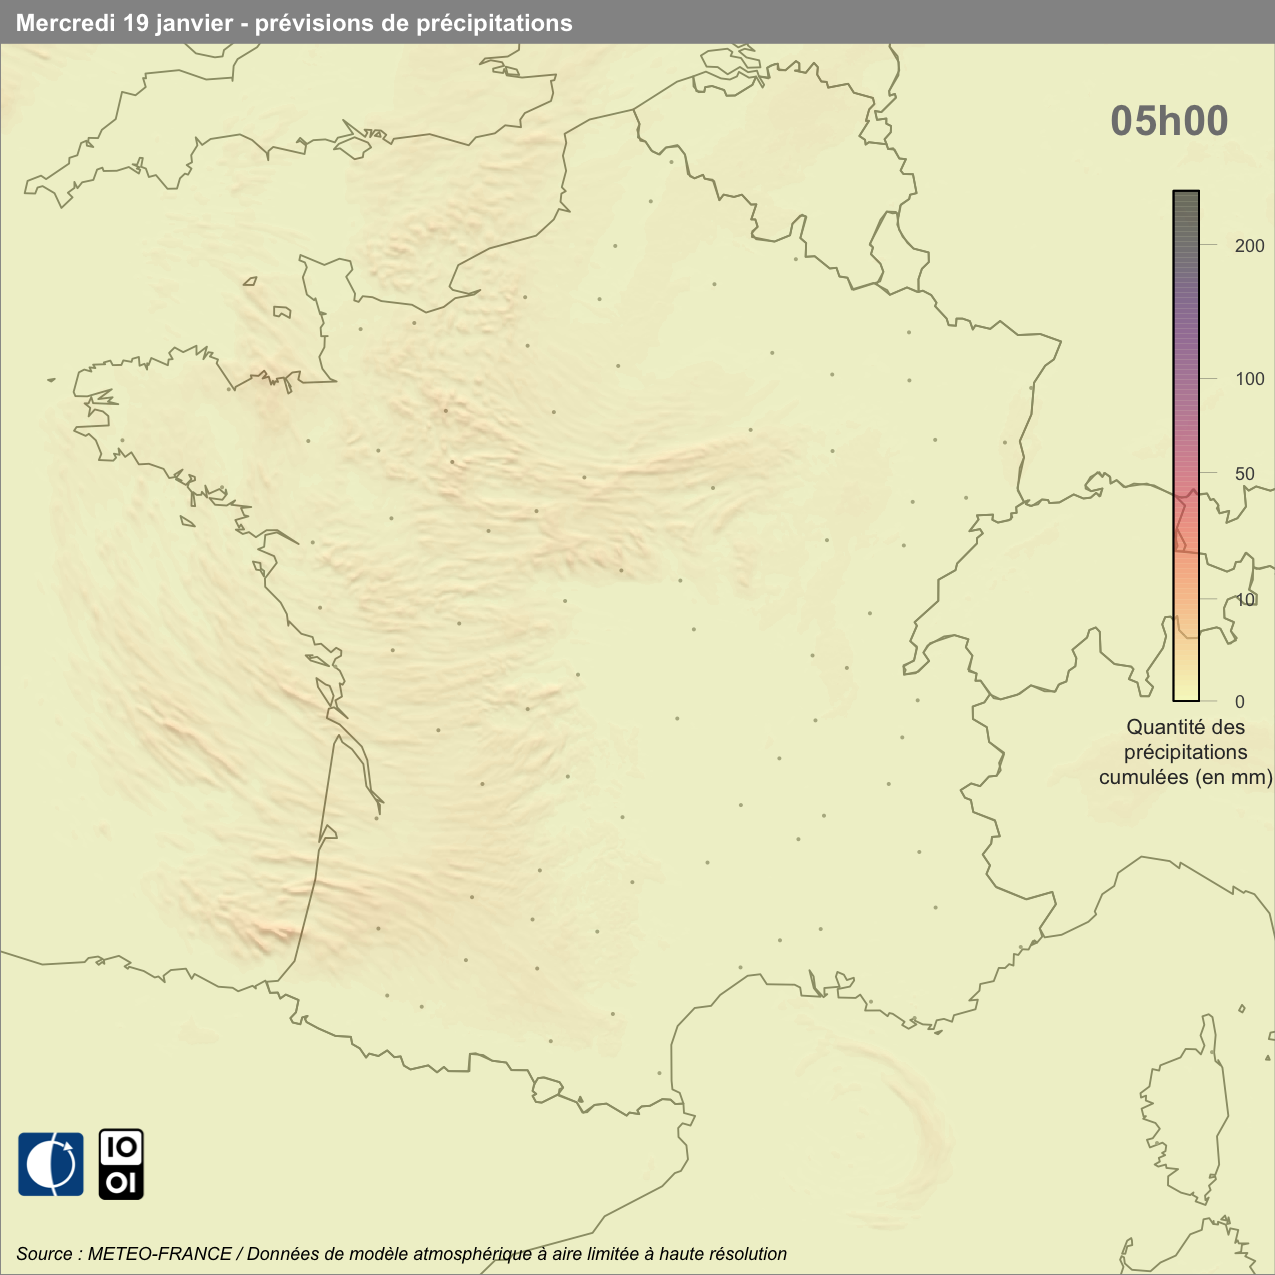 Mercredi 19 janvier - prévisions de précipitations
05h00
200
100
50
10
0
Quantité des
précipitations
cumulées (en mm)
IO
OI
Source : METEO-FRANCE / Données de modèle atmosphérique à aire limitée à haute résolution